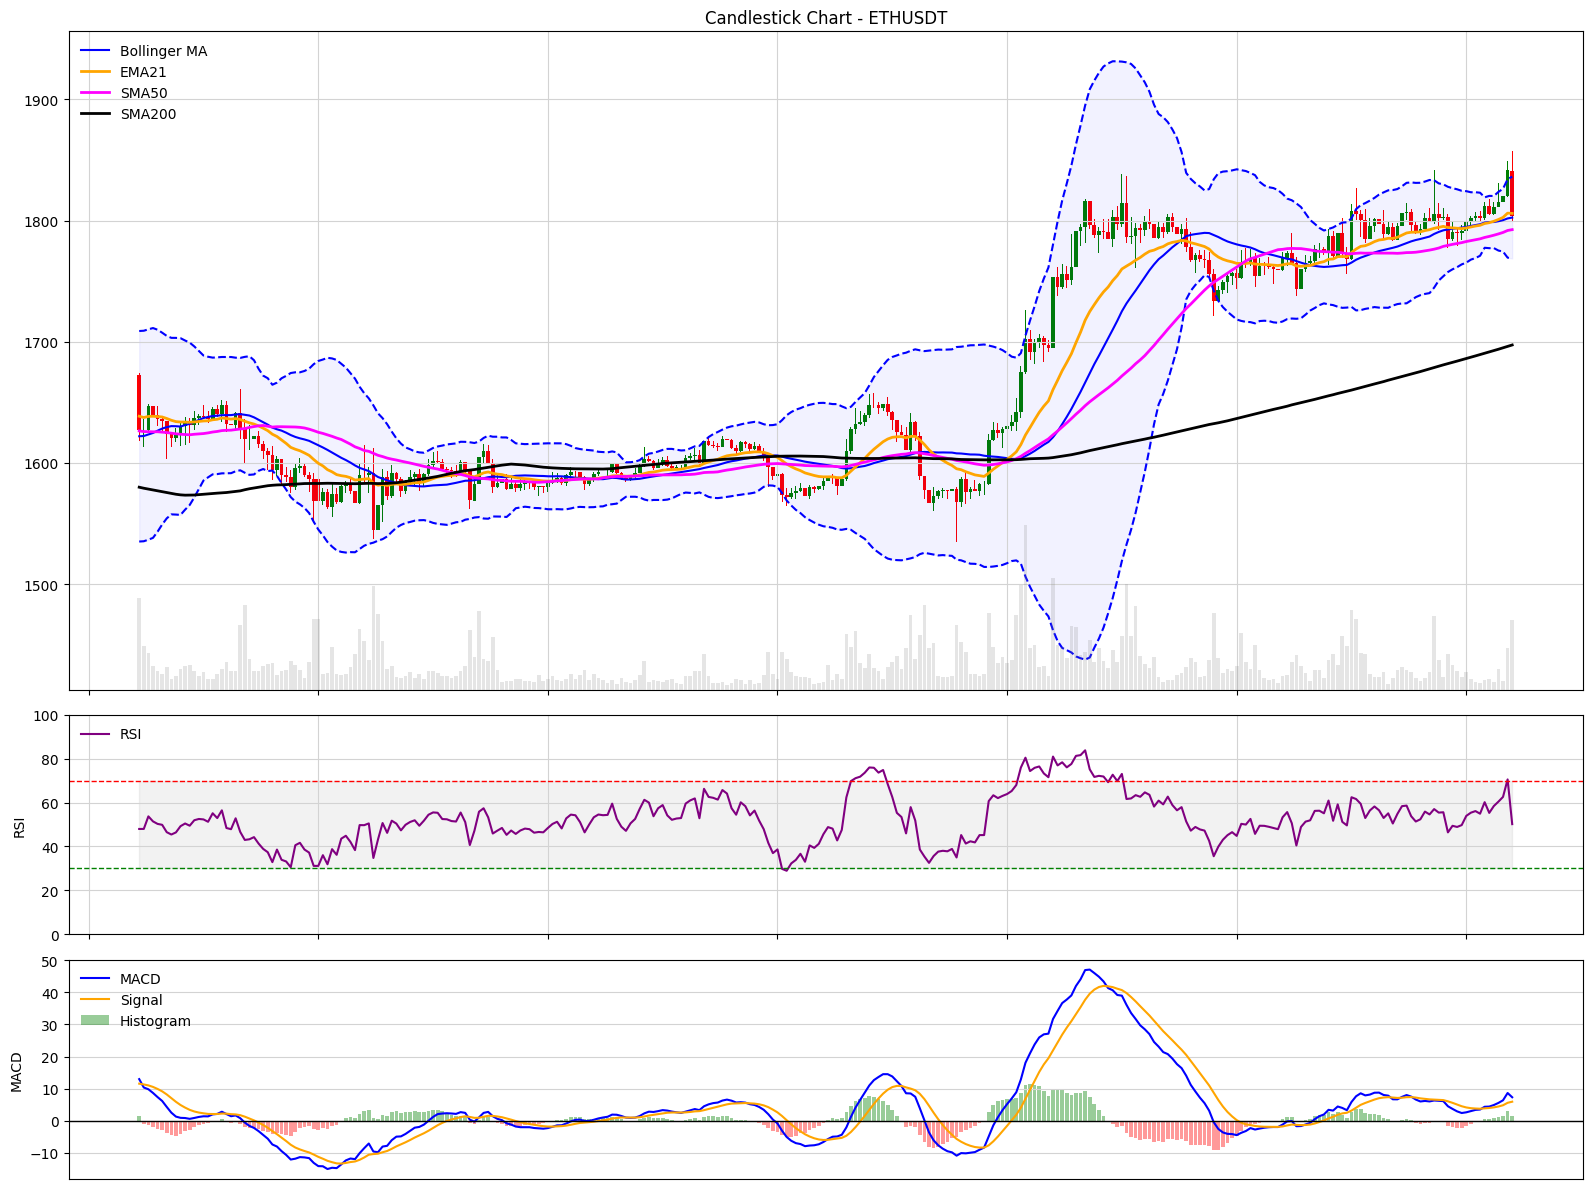 Candlestick Chart - ETHUSDT
Bollinger MA
EMA21
SMA50
SMA200
1900
1800
1700
1600
1500
RSI
100
80
60
40
20
0
RSI
MACD
Signal
Histogram
50
40
30
20
10
0
−10
MACD